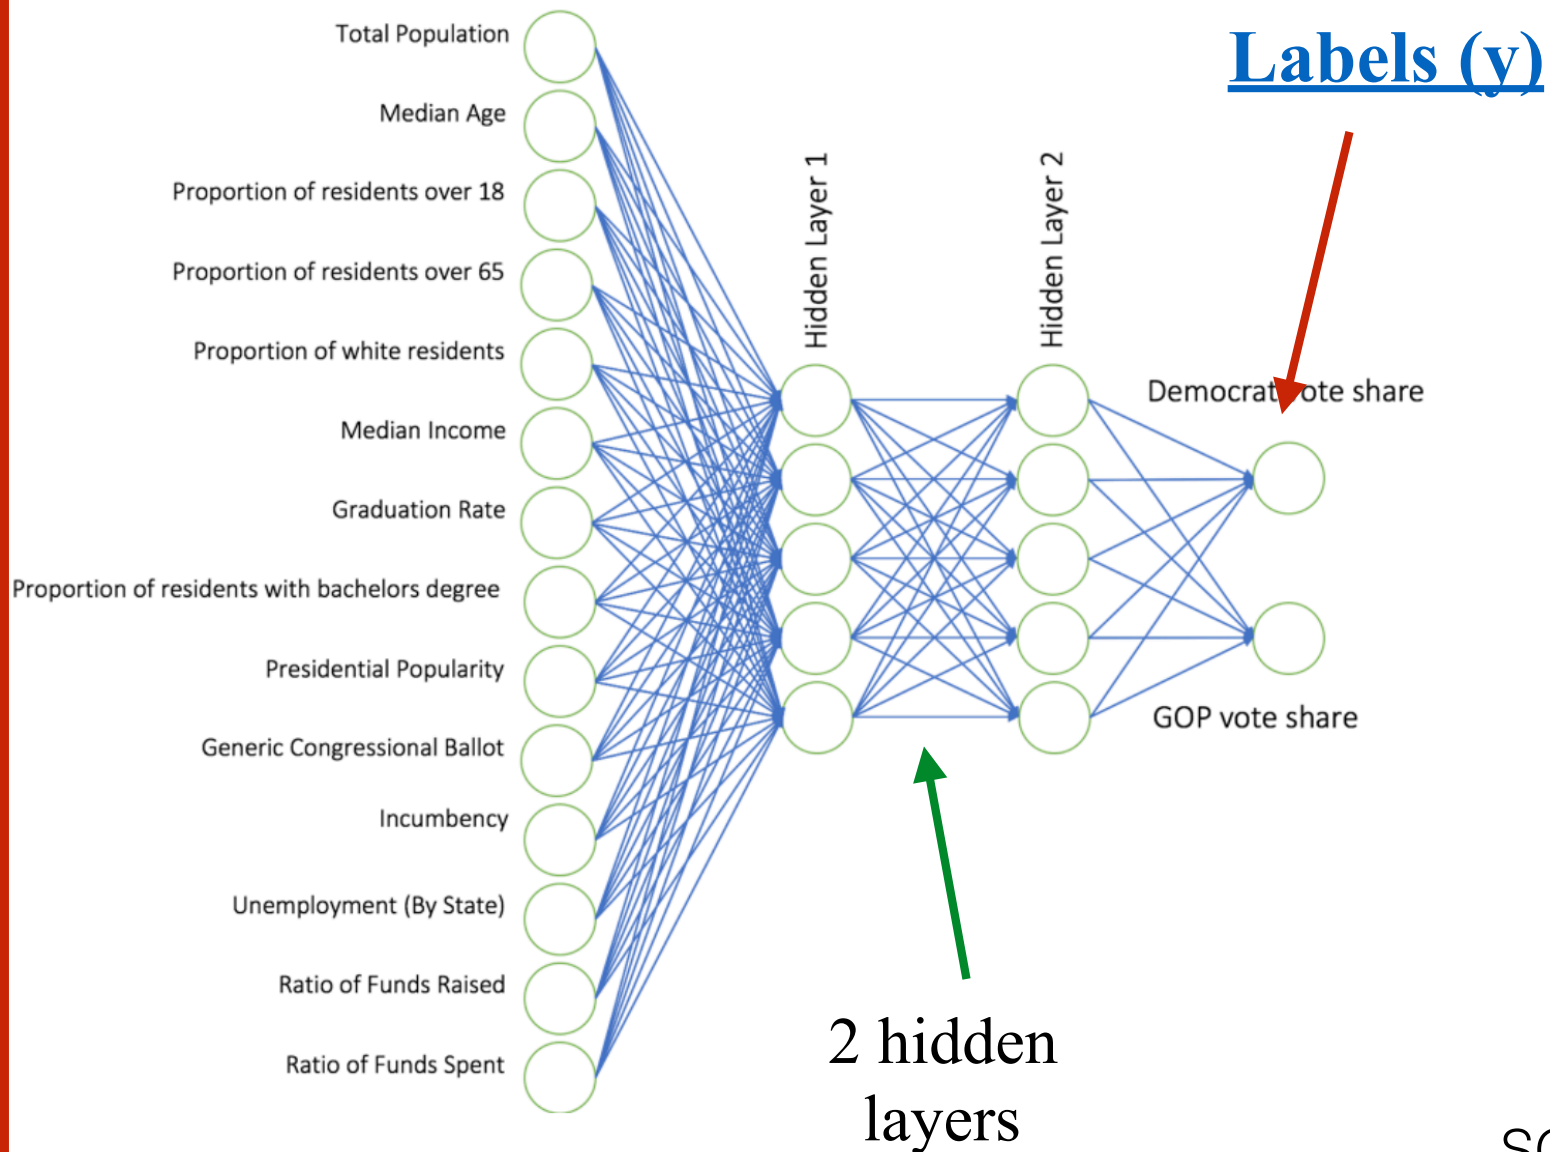 Total Population
Median Age
Proportion of residents over 18
Proportion of residents over 65
Proportion of white residents
Median Income
Graduation Rate
Proportion of residents with bachelors degree
Presidential Popularity
Generic Congressional Ballot
Incumbency
Unemployment (By State)
Ratio of Funds Raised
Ratio of Funds Spent
Hidden Layer 1
Hidden Layer 2
Labels (y)
Democrat vote share
GOP vote share
2 hidden
layers